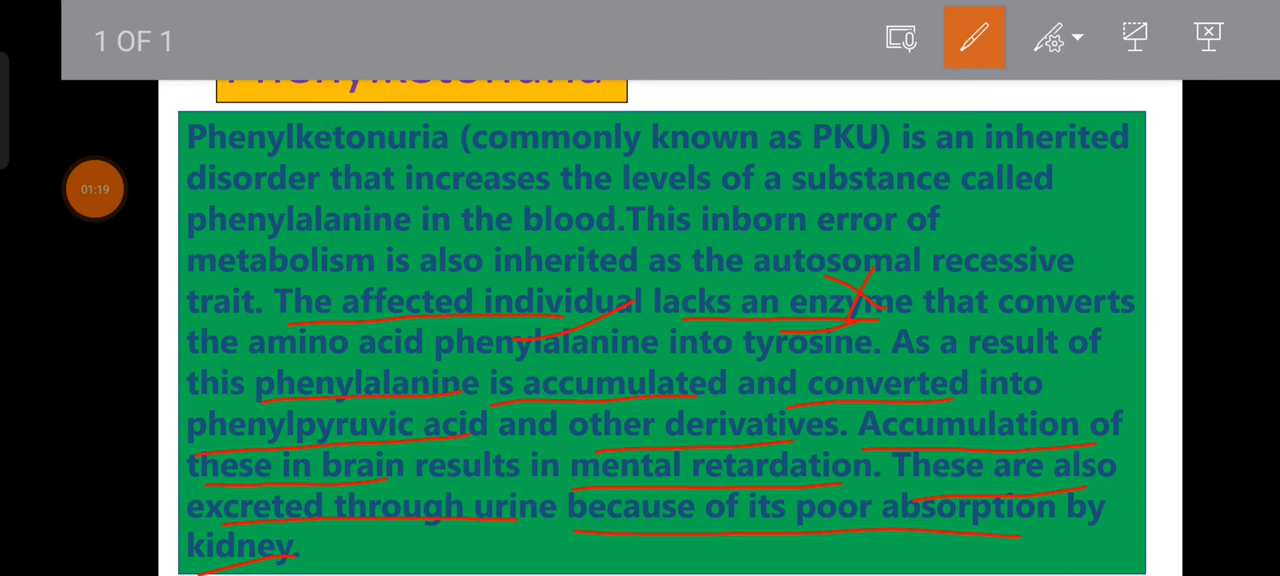 1 OF 1
Phenylketonuria
Phenylketonuria (commonly known as PKU) is an inherited
disorder that increases the levels of a substance called
phenylalanine in the blood.This inborn error of
metabolism is also inherited as the autosomal recessive
01:19
trait. The affected individual lacks an enzyme that converts
the amino acid phenylalanine into tyrosine. As a result of
this phenylalanine is accumulated and converted into
phenylpyruvic acid and other derivatives. Accumulation of
these in brain results in mental retardation. These are also
excreted through urine because of its poor absorption by
kidney.